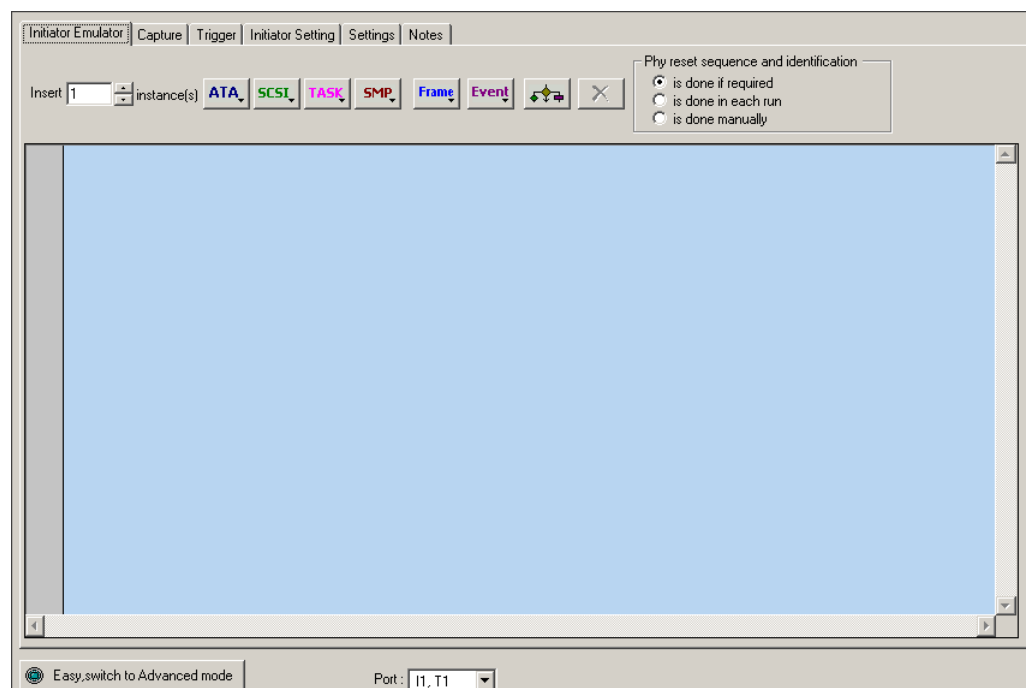 Initiator Emulator Capture Trigger Initiator Setting Settings Notes
Phy reset sequence and identification
Insert 1 instance(s) ATA SCSI TASK SMP Frame Event
is done if required
is done in each run
is done manually
Easy,switch to Advanced mode Port : I1, T1